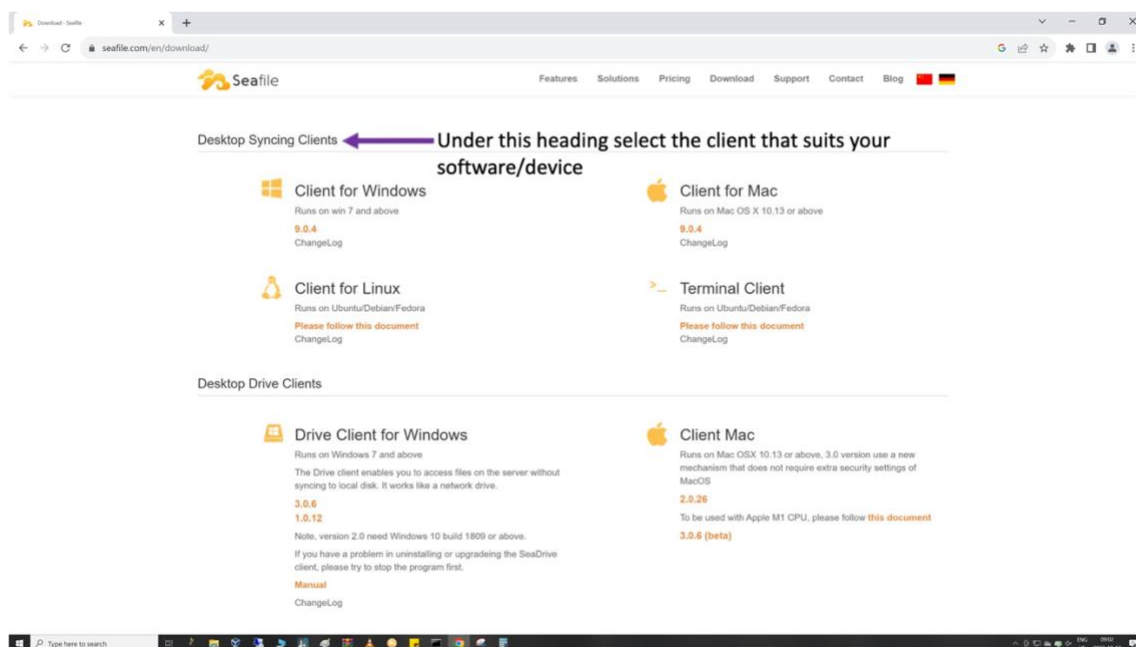 Download - Seafile
seafile.com/en/download/
Seafile
Features Solutions Pricing Download Support Contact Blog
Desktop Syncing Clients
Under this heading select the client that suits your
software/device
Client for Windows
Runs on win 7 and above
9.0.4
ChangeLog
Client for Mac
Runs on Mac OS X 10.13 or above
9.0.4
ChangeLog
Client for Linux
Runs on Ubuntu/Debian/Fedora
Please follow this document
ChangeLog
Terminal Client
Runs on Ubuntu/Debian/Fedora
Please follow this document
ChangeLog
Desktop Drive Clients
Drive Client for Windows
Runs on Windows 7 and above
The Drive client enables you to access files on the server without
syncing to local disk. It works like a network drive.
3.0.6
1.0.12
Note, version 2.0 need Windows 10 build 1809 or above.
If you have a problem in uninstalling or upgradeing the SeaDrive
client, please try to stop the program first.
Manual
ChangeLog
Client Mac
Runs on Mac OSX 10.13 or above, 3.0 version use a new
mechanism that does not require extra security settings of
MacOS
2.0.26
To be used with Apple M1 CPU, please follow this document
3.0.6 (beta)
Type here to search
ENG
09:02